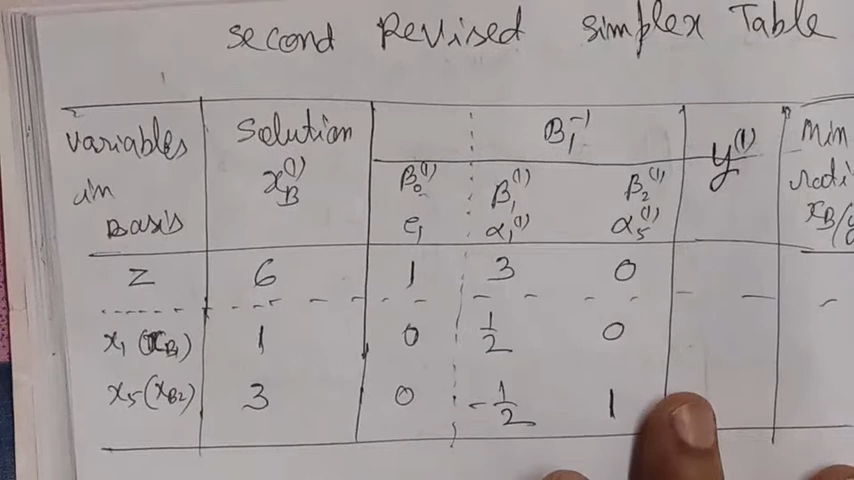 second Revised simplex Table
variables in Basis | solution x_B^(1) | B_1^-1 | y^(1) | Min
β_0^(1) e_1 | β_1^(1) α_1^(1) | β_2^(1) α_5^(1) | x_B/y
Z | 6 | 1 | 3 | 0
x_1 (x_B1) | 1 | 0 | 1/2 | 0
x_5 (x_B2) | 3 | 0 | -1/2 | 1